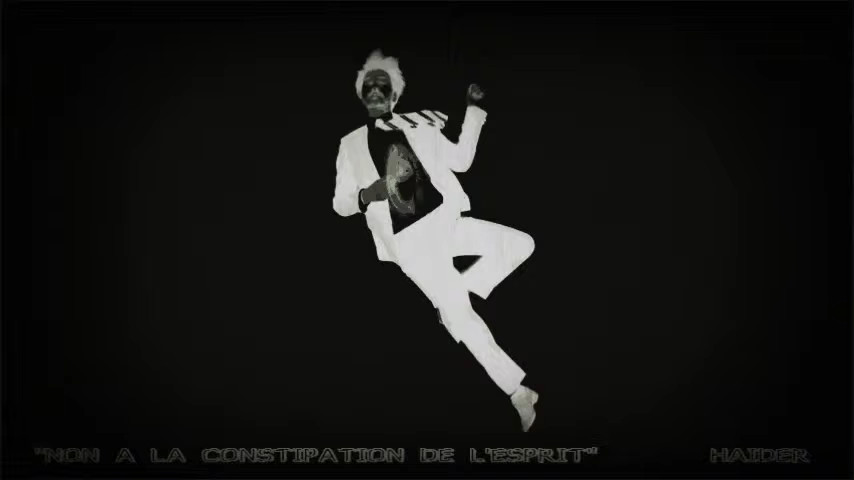 "NON A LA CONSTIPATION DE L'ESPRIT" HAIDER